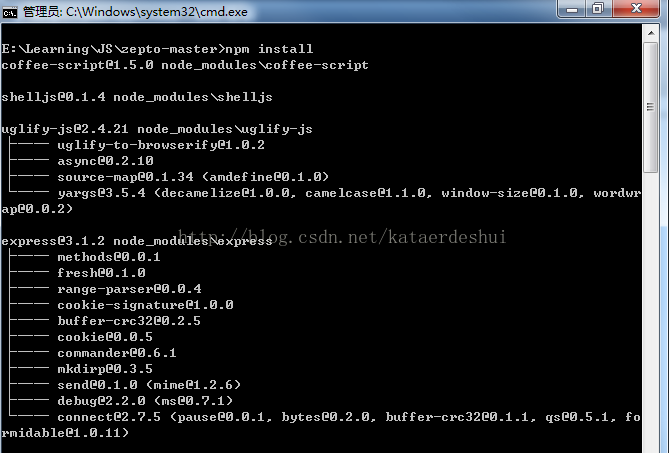 管理员: C:\Windows\system32\cmd.exe
E:\Learning\JS\zepto-master>npm install
coffee-script@1.5.0 node_modules\coffee-script
shelljs@0.1.4 node_modules\shelljs
uglify-js@2.4.21 node_modules\uglify-js
├── uglify-to-browserify@1.0.2
├── async@0.2.10
├── source-map@0.1.34 (amdefine@0.1.0)
└── yargs@3.5.4 (decamelize@1.0.0, camelcase@1.1.0, window-size@0.1.0, wordwr
ap@0.0.2)
express@3.1.2 node_modules\express
http://blog.csdn.net/kataerdeshui
├── methods@0.0.1
├── fresh@0.1.0
├── range-parser@0.0.4
├── cookie-signature@1.0.0
├── buffer-crc32@0.2.5
├── cookie@0.0.5
├── commander@0.6.1
├── mkdirp@0.3.5
├── send@0.1.0 (mime@1.2.6)
├── debug@2.2.0 (ms@0.7.1)
└── connect@2.7.5 (pause@0.0.1, bytes@0.2.0, buffer-crc32@0.1.1, qs@0.5.1, fo
rmidable@1.0.11)